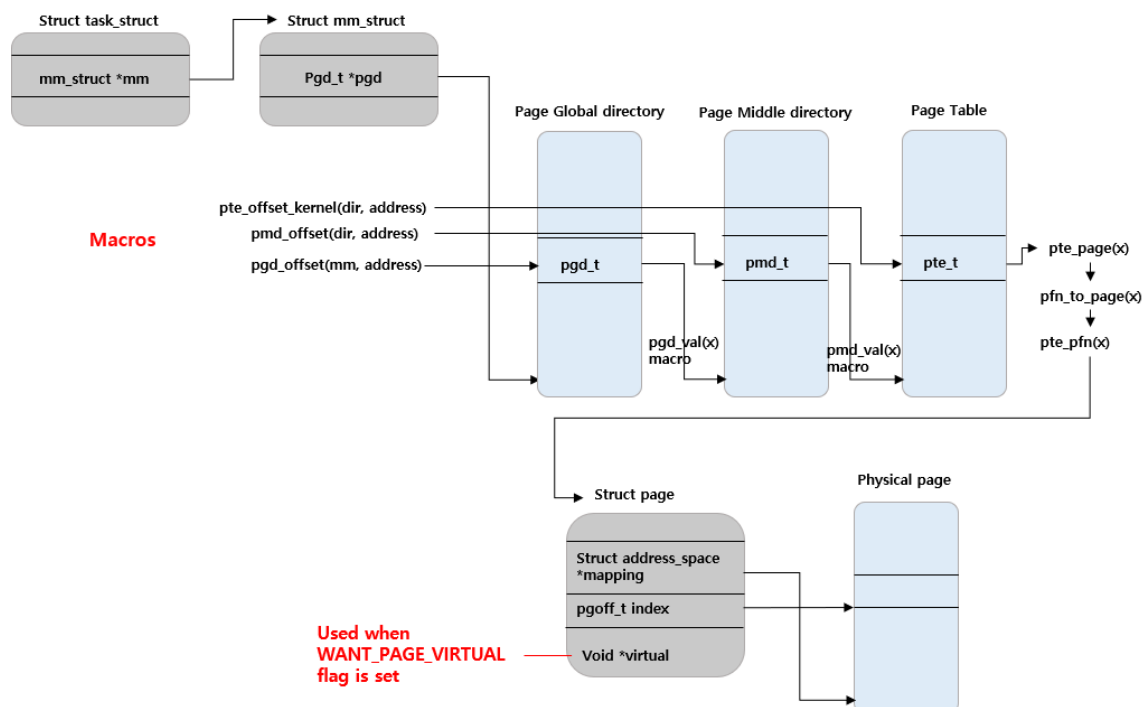 Struct task_struct
Struct mm_struct
mm_struct *mm
Pgd_t *pgd
Page Global directory
Page Middle directory
Page Table
pte_offset_kernel(dir, address)
Macros
pmd_offset(dir, address)
pgd_offset(mm, address)
pgd_t
pmd_t
pte_t
pte_page(x)
pfn_to_page(x)
pte_pfn(x)
pgd_val(x)
macro
pmd_val(x)
macro
Struct page
Physical page
Struct address_space
*mapping
pgoff_t index
Void *virtual
Used when
WANT_PAGE_VIRTUAL
flag is set